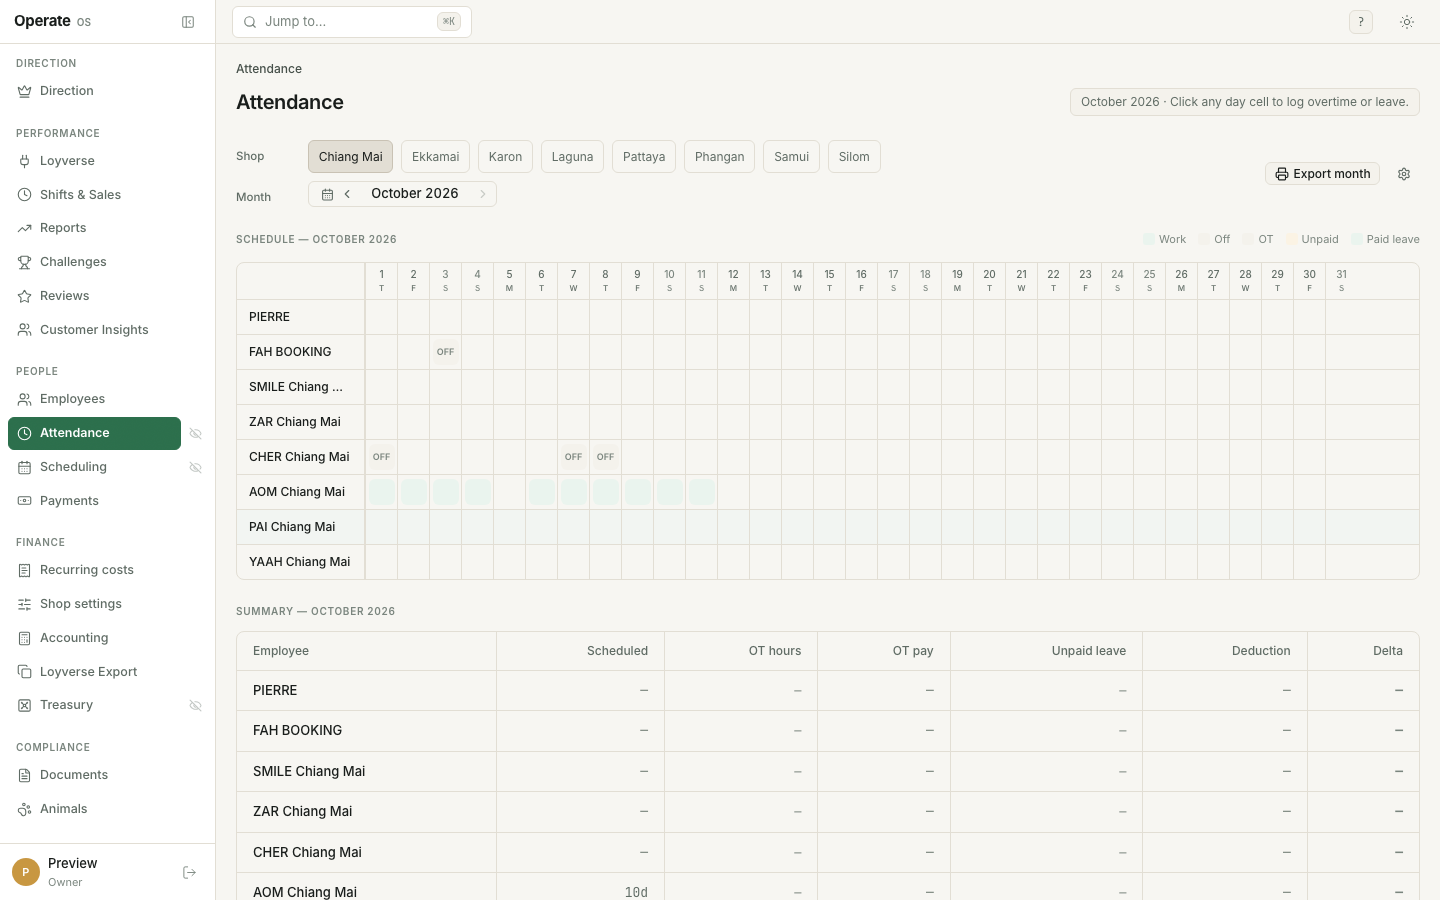 Operate OS
Jump to... ⌘K
?
DIRECTION
Direction
PERFORMANCE
Loyverse
Shifts & Sales
Reports
Challenges
Reviews
Customer Insights
PEOPLE
Employees
Attendance
Scheduling
Payments
FINANCE
Recurring costs
Shop settings
Accounting
Loyverse Export
Treasury
COMPLIANCE
Documents
Animals
P
Preview
Owner
Attendance
Attendance
October 2026 · Click any day cell to log overtime or leave.
Shop Chiang Mai Ekkamai Karon Laguna Pattaya Phangan Samui Silom
Month October 2026
Export month
SCHEDULE — OCTOBER 2026
Work Off OT Unpaid Paid leave
1 2 3 4 5 6 7 8 9 10 11 12 13 14 15 16 17 18 19 20 21 22 23 24 25 26 27 28 29 30 31
T F S S M T W T F S S M T W T F S S M T W T F S S M T W T F S
PIERRE
FAH BOOKING OFF
SMILE Chiang ...
ZAR Chiang Mai
CHER Chiang Mai OFF OFF OFF
AOM Chiang Mai
PAI Chiang Mai
YAAH Chiang Mai
SUMMARY — OCTOBER 2026
Employee Scheduled OT hours OT pay Unpaid leave Deduction Delta
PIERRE — — — — — —
FAH BOOKING — — — — — —
SMILE Chiang Mai — — — — — —
ZAR Chiang Mai — — — — — —
CHER Chiang Mai — — — — — —
AOM Chiang Mai 10d — — — — —